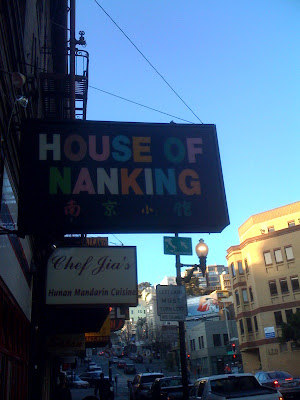 HOUSE OF
NANKING
南京小館
Chef Jia's
Hunan Mandarin Cuisine